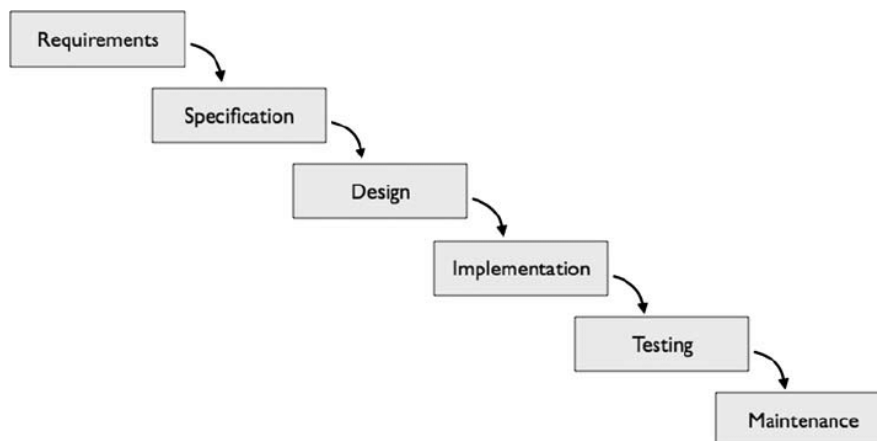 Requirements
Specification
Design
Implementation
Testing
Maintenance